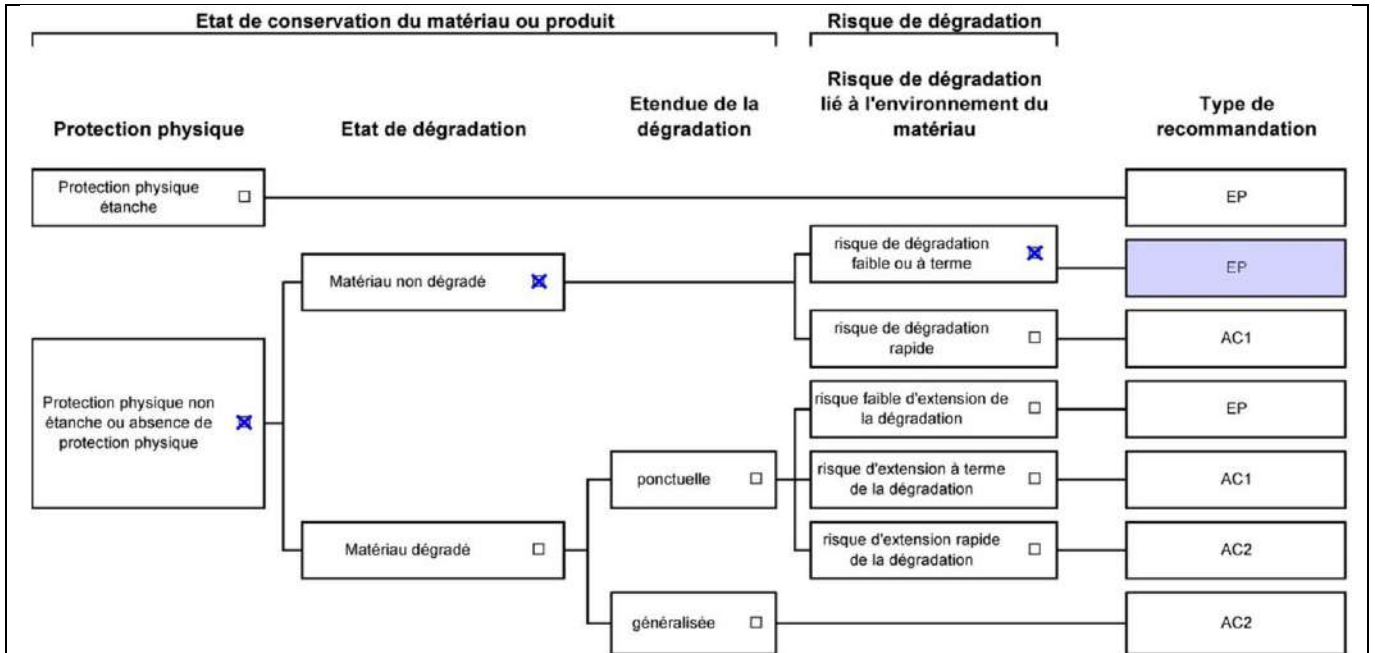 Etat de conservation du matériau ou produit
Risque de dégradation
Protection physique
Etat de dégradation
Etendue de la
dégradation
Risque de dégradation
lié à l'environnement du
matériau
Type de
recommandation
Protection physique
étanche
EP
Protection physique non
étanche ou absence de
protection physique
Matériau non dégradé
risque de dégradation
faible ou à terme
EP
risque de dégradation
rapide
AC1
Matériau dégradé
ponctuelle
risque faible d'extension de
la dégradation
EP
risque d'extension à terme
de la dégradation
AC1
risque d'extension rapide
de la dégradation
AC2
généralisée
AC2